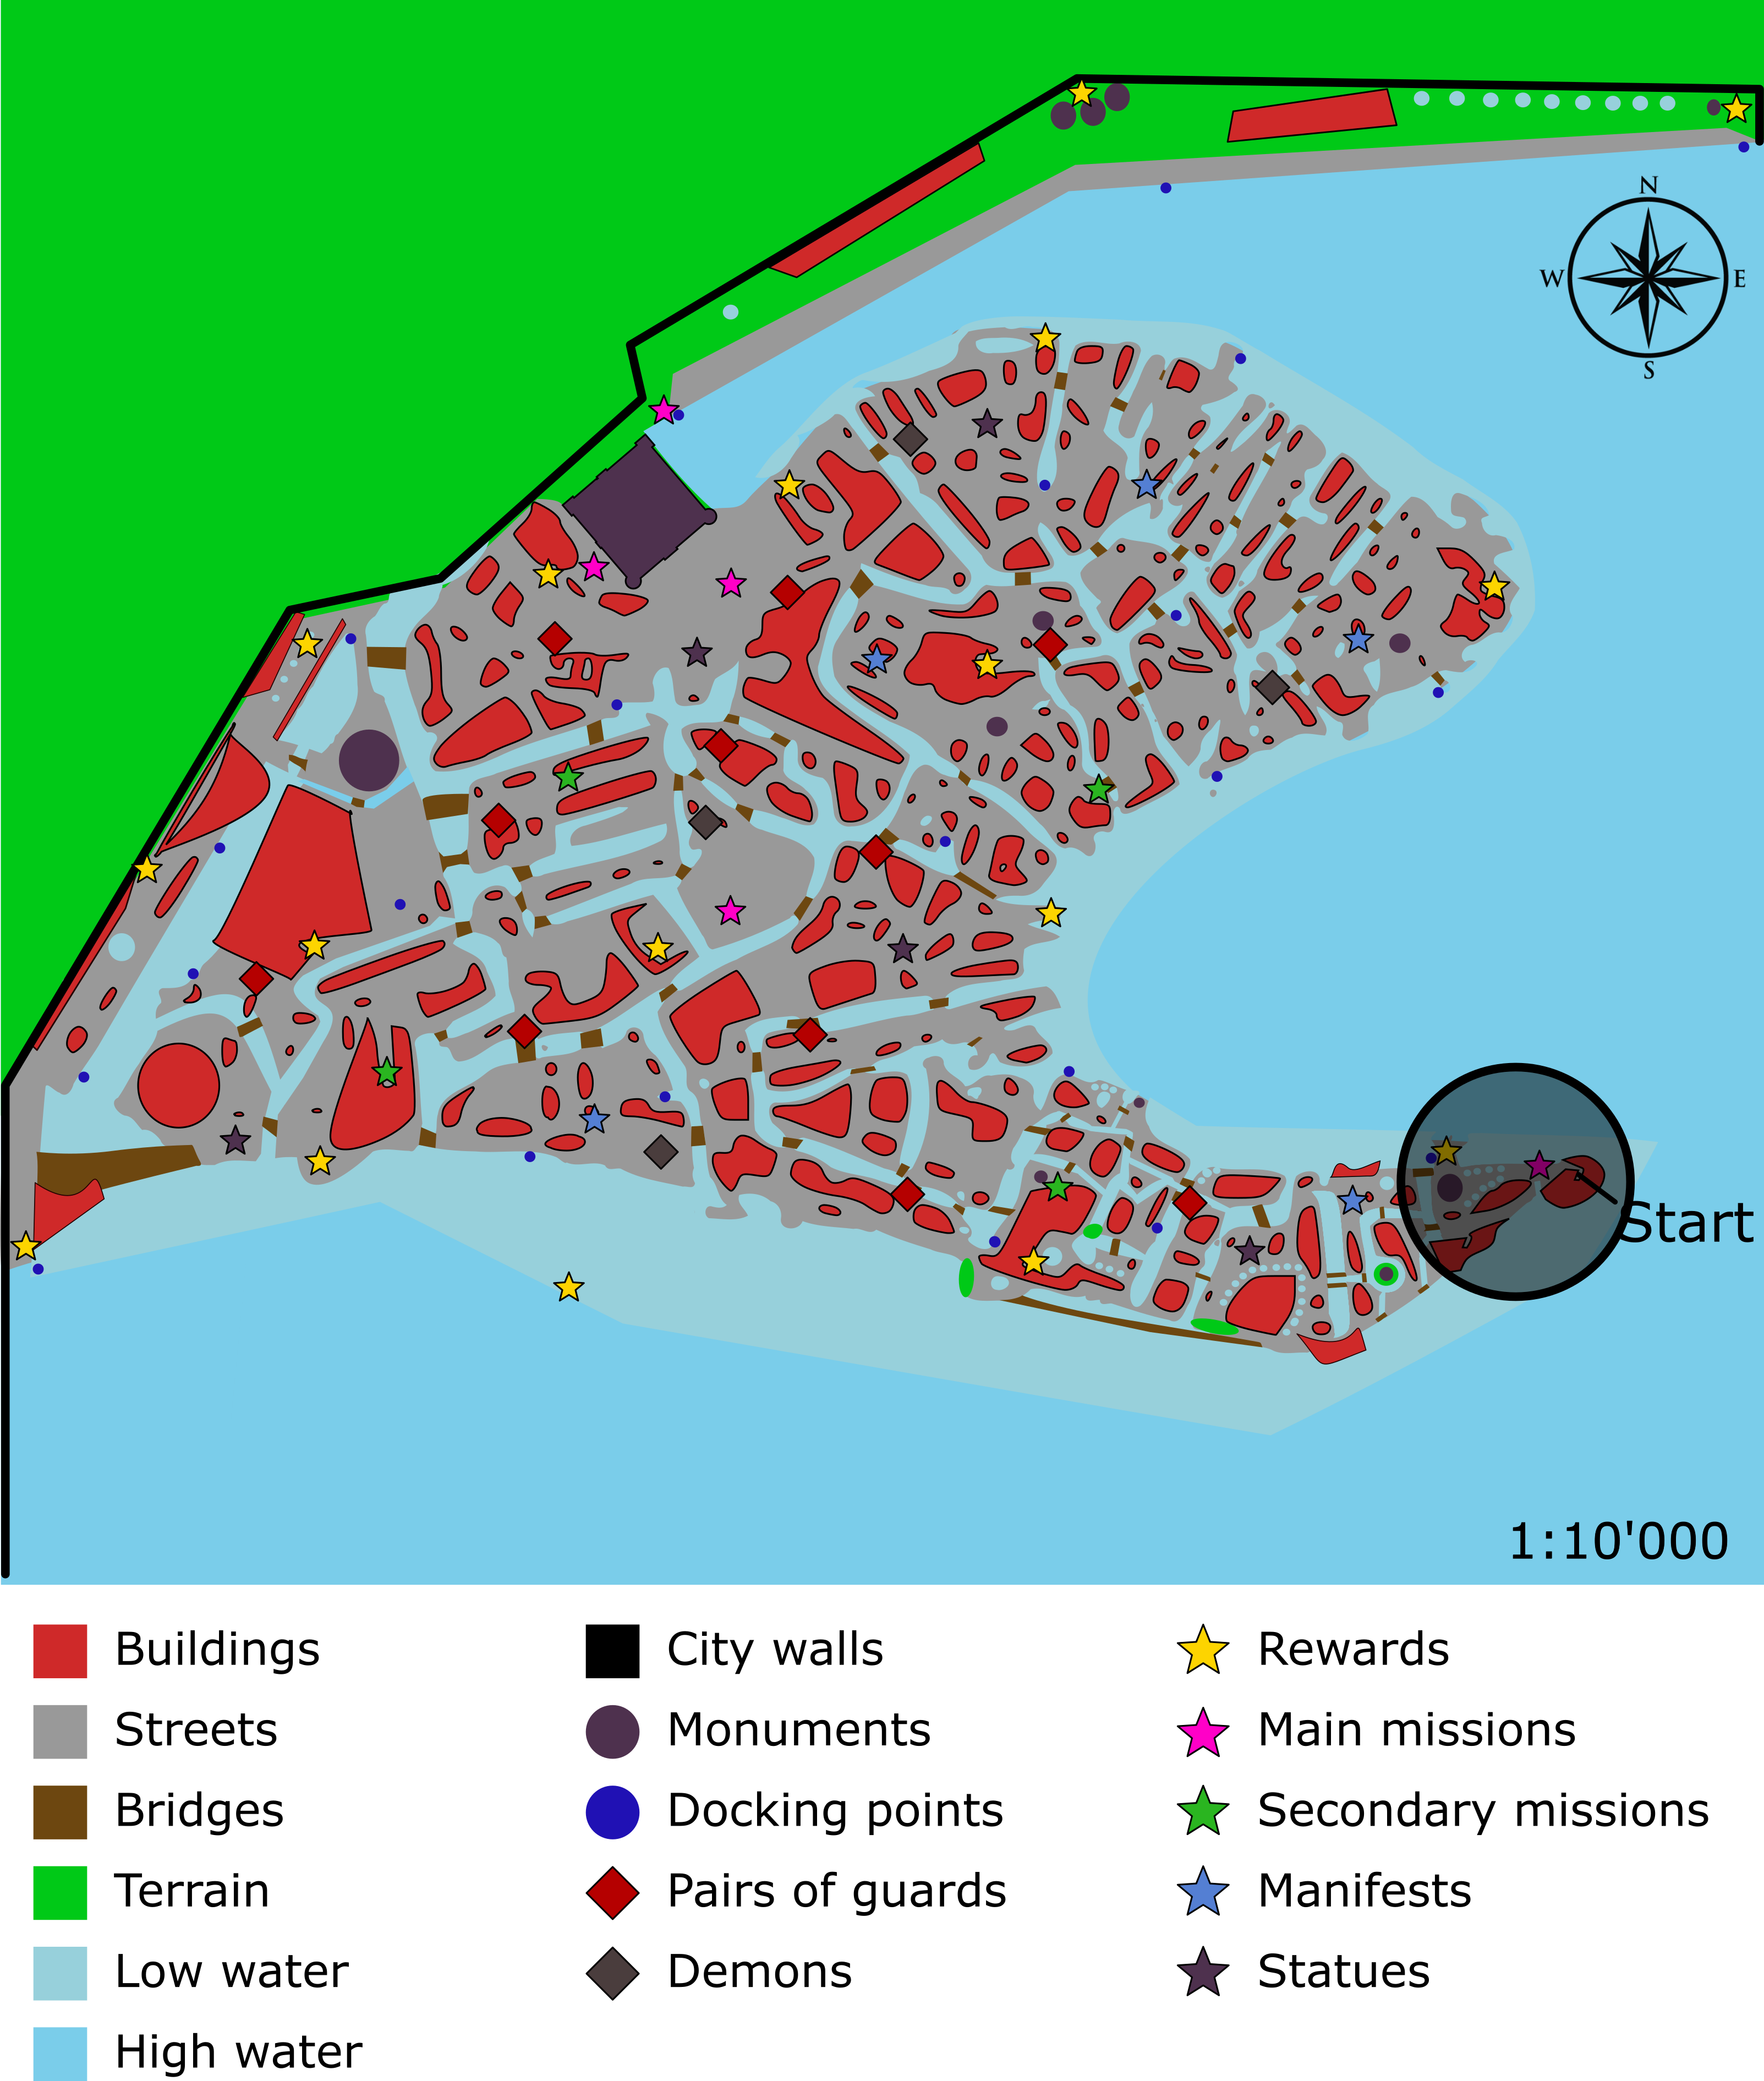 N
W E
S
Start
1:10'000
Buildings City walls Rewards
Streets Monuments Main missions
Bridges Docking points Secondary missions
Terrain Pairs of guards Manifests
Low water Demons Statues
High water